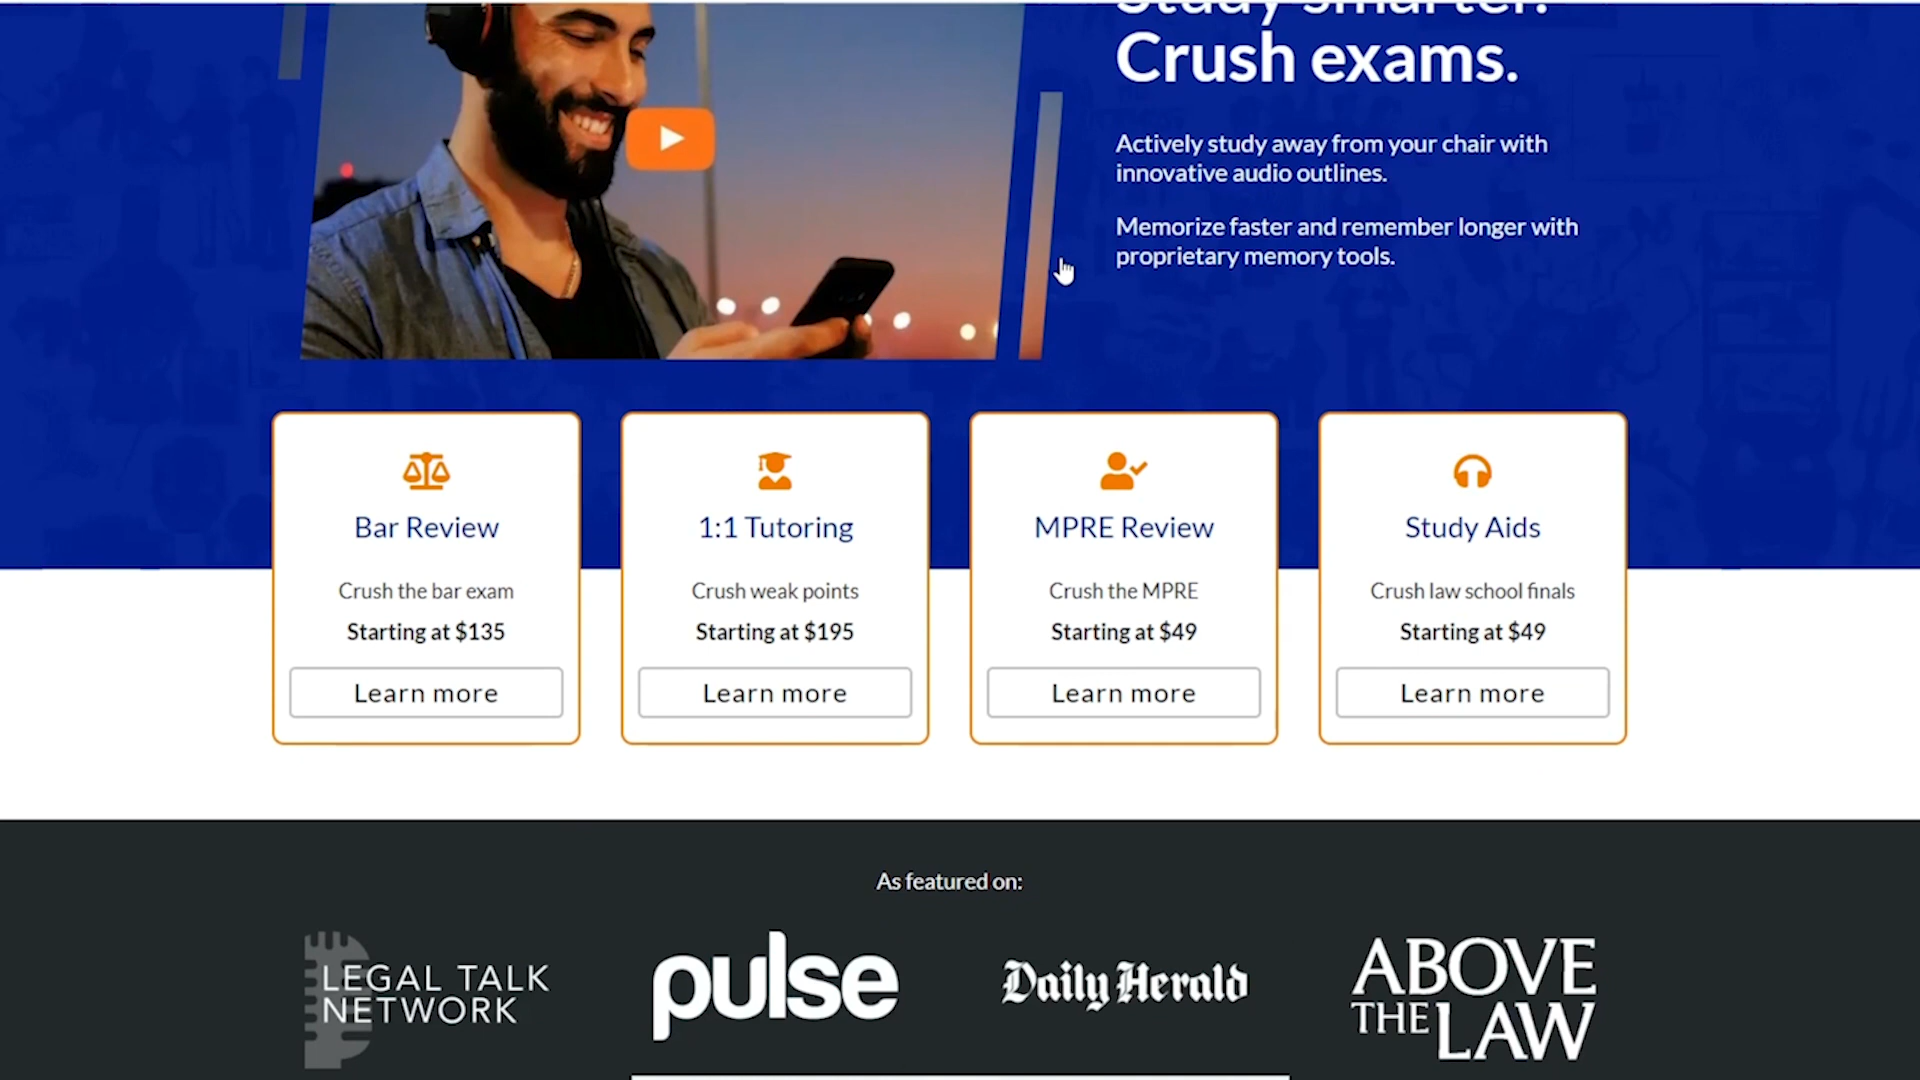 Study smarter.
Crush exams.
Actively study away from your chair with
innovative audio outlines.
Memorize faster and remember longer with
proprietary memory tools.
Bar Review
Crush the bar exam
Starting at $135
Learn more
1:1 Tutoring
Crush weak points
Starting at $195
Learn more
MPRE Review
Crush the MPRE
Starting at $49
Learn more
Study Aids
Crush law school finals
Starting at $49
Learn more
As featured on:
LEGAL TALK
NETWORK
pulse
Daily Herald
ABOVE
THE LAW